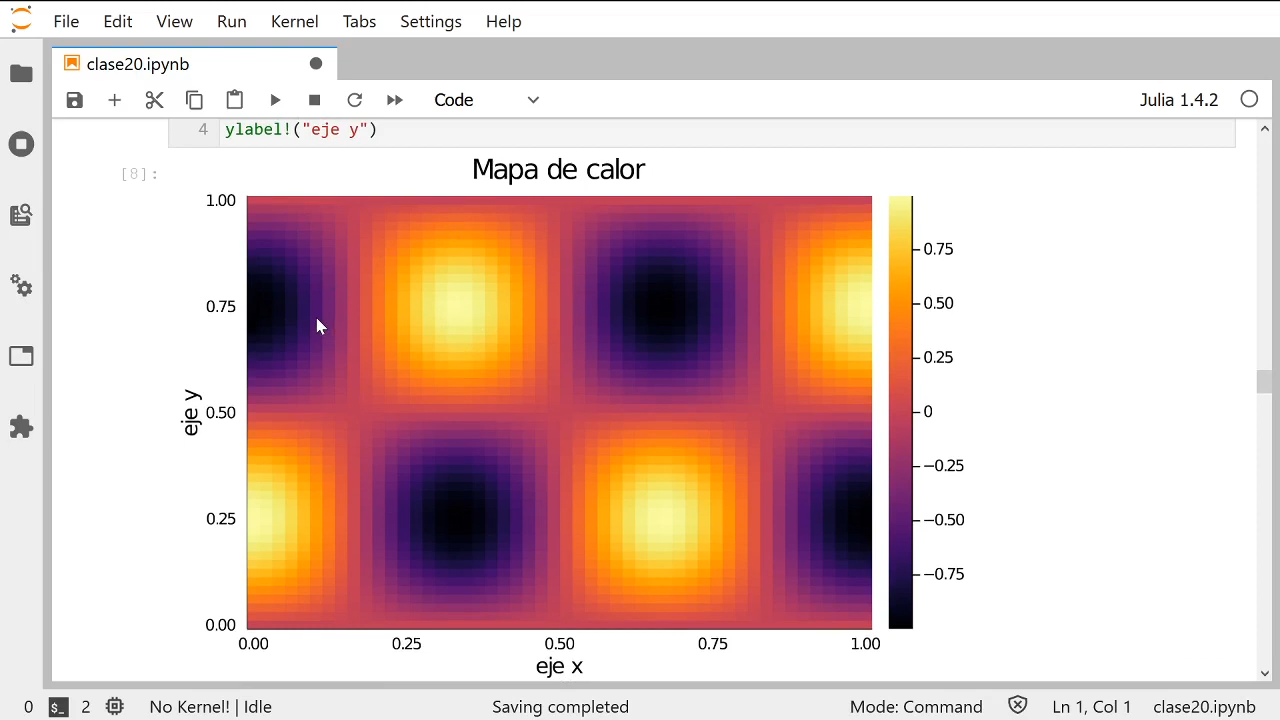 File Edit View Run Kernel Tabs Settings Help
clase20.ipynb
Code
Julia 1.4.2
4 ylabel!("eje y")
[8]:
Mapa de calor
1.00
0.75
0.50
0.25
0.00
eje y
0.00 0.25 0.50 0.75 1.00
eje x
0.75
0.50
0.25
0
−0.25
−0.50
−0.75
0 $_ 2 No Kernel! | Idle Saving completed Mode: Command Ln 1, Col 1 clase20.ipynb